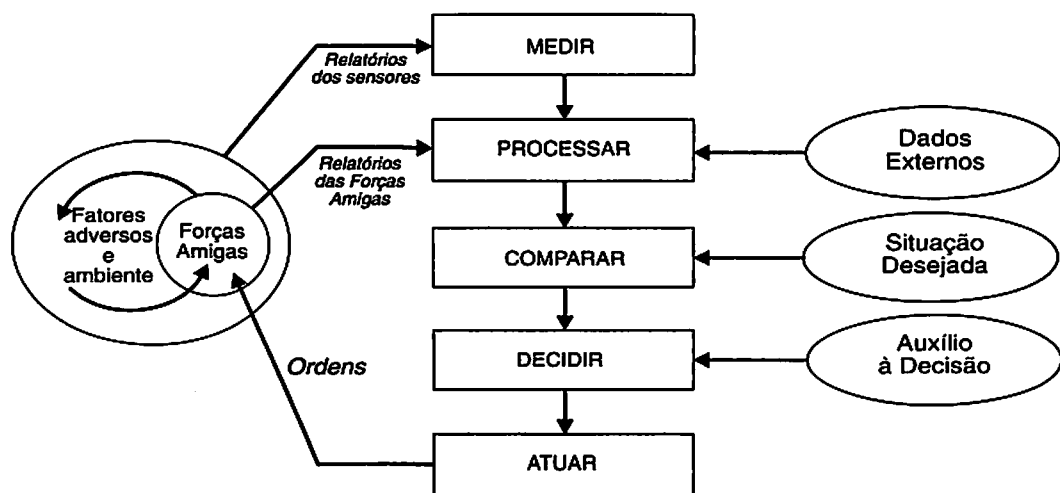 MEDIR
Relatórios
dos sensores
PROCESSAR
Relatórios
das Forças
Amigas
Dados
Externos
Fatores
adversos
e
ambiente
Forças
Amigas
COMPARAR
Situação
Desejada
DECIDIR
Auxílio
à Decisão
Ordens
ATUAR